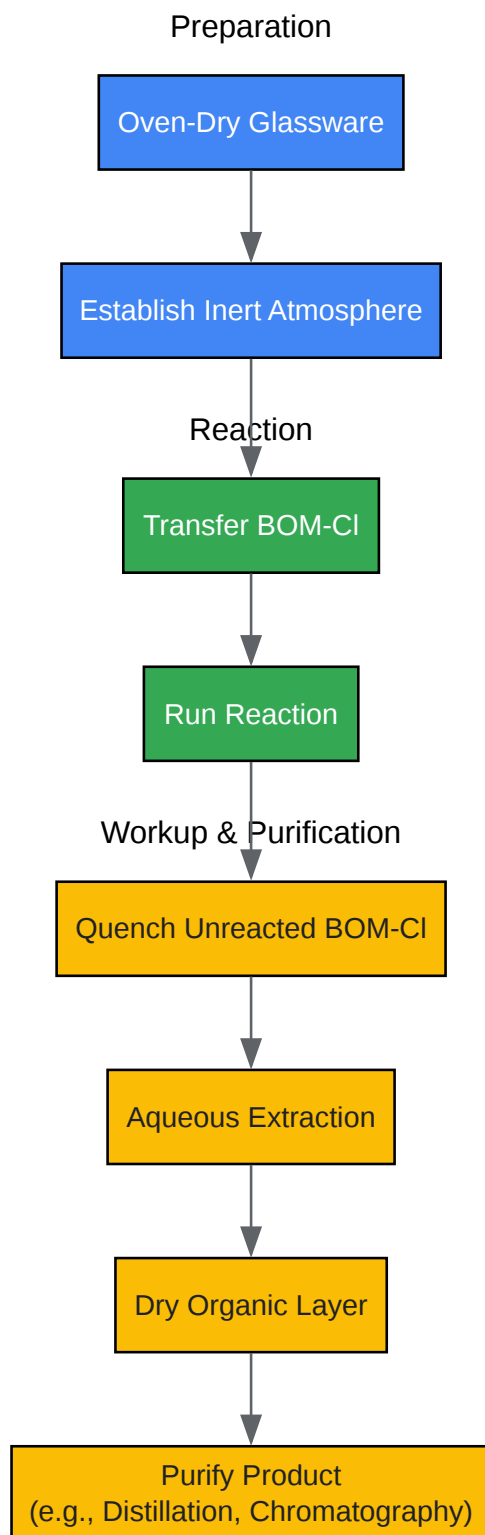 Preparation
Oven-Dry Glassware
Establish Inert Atmosphere
Reaction
Transfer BOM-Cl
Run Reaction
Workup & Purification
Quench Unreacted BOM-Cl
Aqueous Extraction
Dry Organic Layer
Purify Product
(e.g., Distillation, Chromatography)